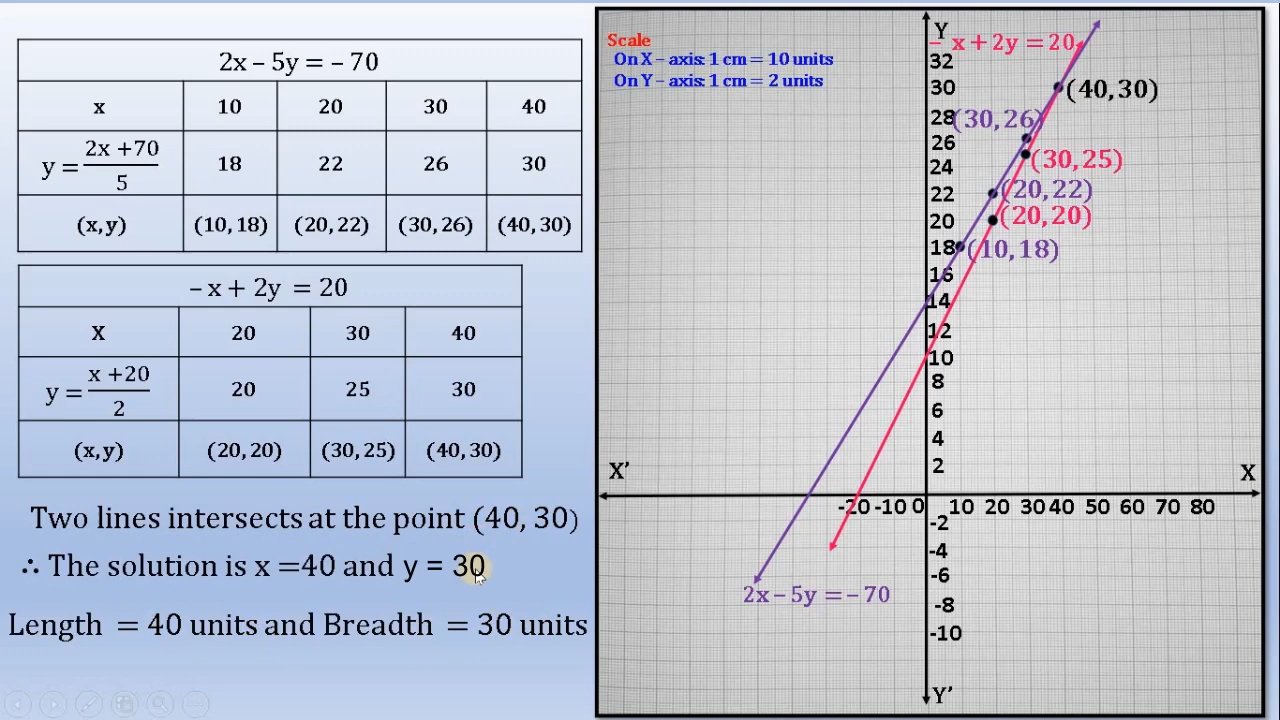 2x – 5y = – 70
x 10 20 30 40
y = 2x +70 / 5 18 22 26 30
(x,y) (10,18) (20,22) (30,26) (40,30)
– x + 2y = 20
X 20 30 40
y = x +20 / 2 20 25 30
(x,y) (20,20) (30,25) (40,30)
Two lines intersects at the point (40, 30)
∴ The solution is x =40 and y = 30
Length = 40 units and Breadth = 30 units
Scale
On X – axis: 1 cm = 10 units
On Y – axis: 1 cm = 2 units
Y
– x + 2y = 20
32
30
(40,30)
28
(30,26)
26
24
(30,25)
22
(20,22)
20
(20,20)
18
(10,18)
16
14
12
10
8
6
4
2
X’ X
-20 -10 0 10 20 30 40 50 60 70 80
-2
-4
-6
2x – 5y = – 70
-8
-10
Y’